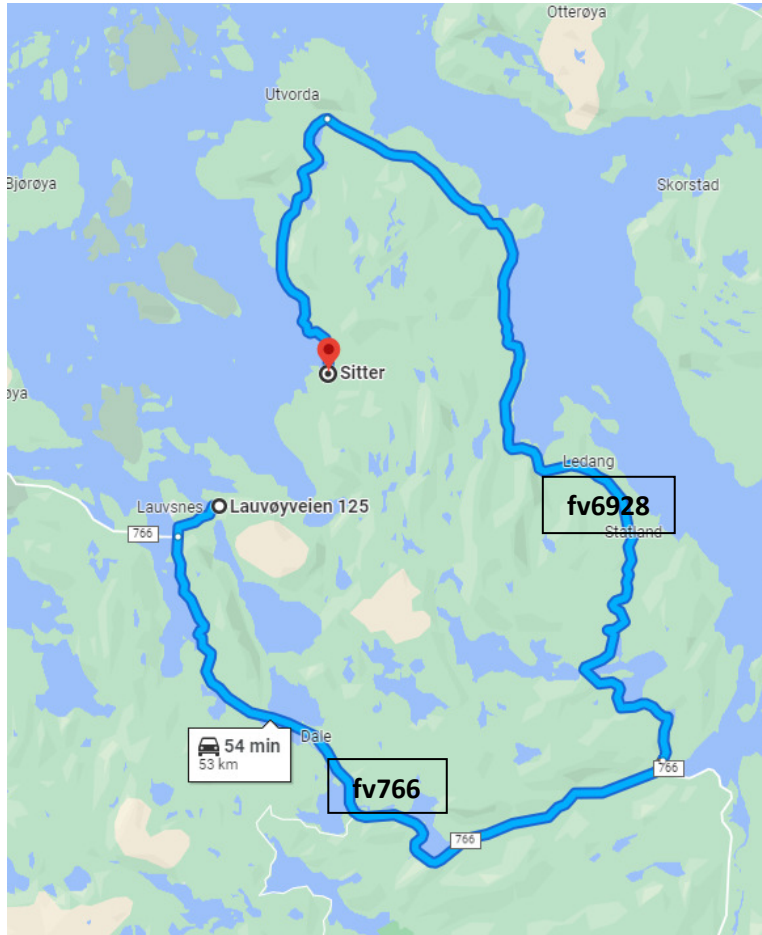 Otterøya
Utvorda
Bjørøya
Skorstad
Sitter
øya
Ledang
fv6928
Lauvsnes
Lauvøyveien 125
766
Statland
Dale
54 min
53 km
766
fv766
766